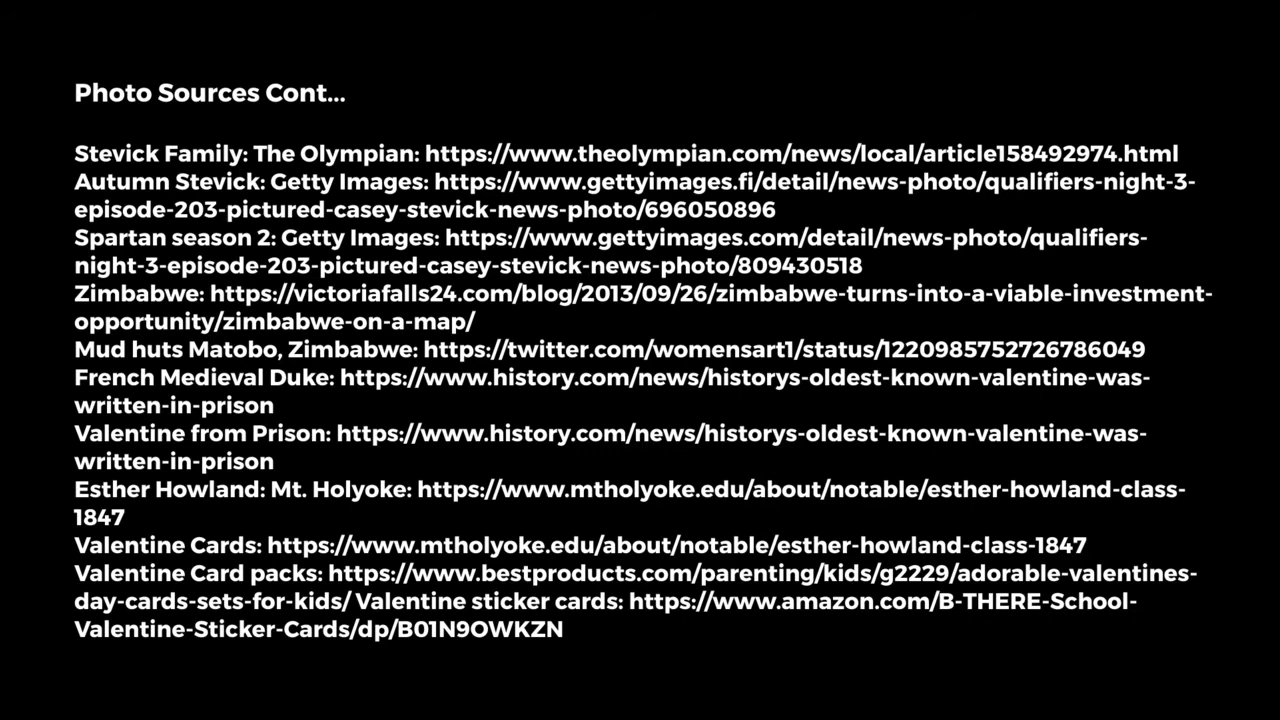 Photo Sources Cont...
Stevick Family: The Olympian: https://www.theolympian.com/news/local/article158492974.html
Autumn Stevick: Getty Images: https://www.gettyimages.fi/detail/news-photo/qualifiers-night-3-
episode-203-pictured-casey-stevick-news-photo/696050896
Spartan season 2: Getty Images: https://www.gettyimages.com/detail/news-photo/qualifiers-
night-3-episode-203-pictured-casey-stevick-news-photo/809430518
Zimbabwe: https://victoriafalls24.com/blog/2013/09/26/zimbabwe-turns-into-a-viable-investment-
opportunity/zimbabwe-on-a-map/
Mud huts Matobo, Zimbabwe: https://twitter.com/womensart1/status/1220985752726786049
French Medieval Duke: https://www.history.com/news/historys-oldest-known-valentine-was-
written-in-prison
Valentine from Prison: https://www.history.com/news/historys-oldest-known-valentine-was-
written-in-prison
Esther Howland: Mt. Holyoke: https://www.mtholyoke.edu/about/notable/esther-howland-class-
1847
Valentine Cards: https://www.mtholyoke.edu/about/notable/esther-howland-class-1847
Valentine Card packs: https://www.bestproducts.com/parenting/kids/g2229/adorable-valentines-
day-cards-sets-for-kids/ Valentine sticker cards: https://www.amazon.com/B-THERE-School-
Valentine-Sticker-Cards/dp/B01N9OWKZN